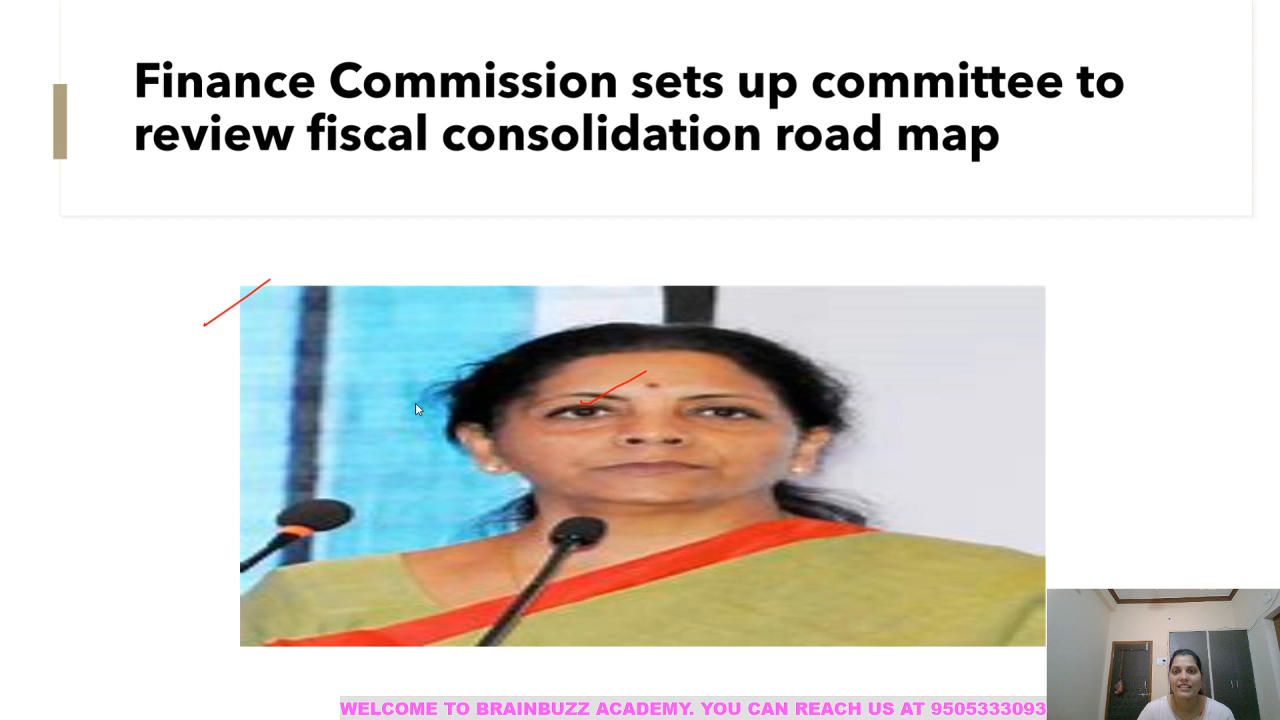 Finance Commission sets up committee to
review fiscal consolidation road map
WELCOME TO BRAINBUZZ ACADEMY. YOU CAN REACH US AT 9505333093